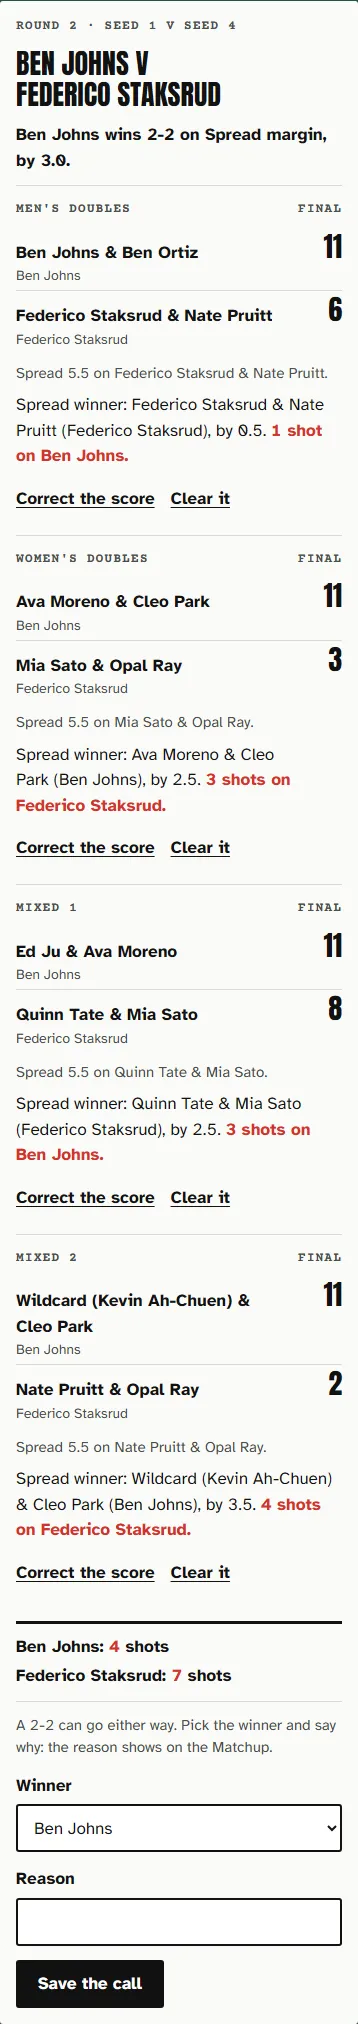 ROUND 2 · SEED 1 V SEED 4
BEN JOHNS V
FEDERICO STAKSRUD
Ben Johns wins 2-2 on Spread margin,
by 3.0.
MEN'S DOUBLES FINAL
Ben Johns & Ben Ortiz 11
Ben Johns
Federico Staksrud & Nate Pruitt 6
Federico Staksrud
Spread 5.5 on Federico Staksrud & Nate Pruitt.
Spread winner: Federico Staksrud & Nate
Pruitt (Federico Staksrud), by 0.5. 1 shot
on Ben Johns.
Correct the score Clear it
WOMEN'S DOUBLES FINAL
Ava Moreno & Cleo Park 11
Ben Johns
Mia Sato & Opal Ray 3
Federico Staksrud
Spread 5.5 on Mia Sato & Opal Ray.
Spread winner: Ava Moreno & Cleo
Park (Ben Johns), by 2.5. 3 shots on
Federico Staksrud.
Correct the score Clear it
MIXED 1 FINAL
Ed Ju & Ava Moreno 11
Ben Johns
Quinn Tate & Mia Sato 8
Federico Staksrud
Spread 5.5 on Quinn Tate & Mia Sato.
Spread winner: Quinn Tate & Mia Sato
(Federico Staksrud), by 2.5. 3 shots on
Ben Johns.
Correct the score Clear it
MIXED 2 FINAL
Wildcard (Kevin Ah-Chuen) & 11
Cleo Park
Ben Johns
Nate Pruitt & Opal Ray 2
Federico Staksrud
Spread 5.5 on Nate Pruitt & Opal Ray.
Spread winner: Wildcard (Kevin Ah-Chuen)
& Cleo Park (Ben Johns), by 3.5. 4 shots
on Federico Staksrud.
Correct the score Clear it
Ben Johns: 4 shots
Federico Staksrud: 7 shots
A 2-2 can go either way. Pick the winner and say
why: the reason shows on the Matchup.
Winner
Ben Johns
Reason
Save the call